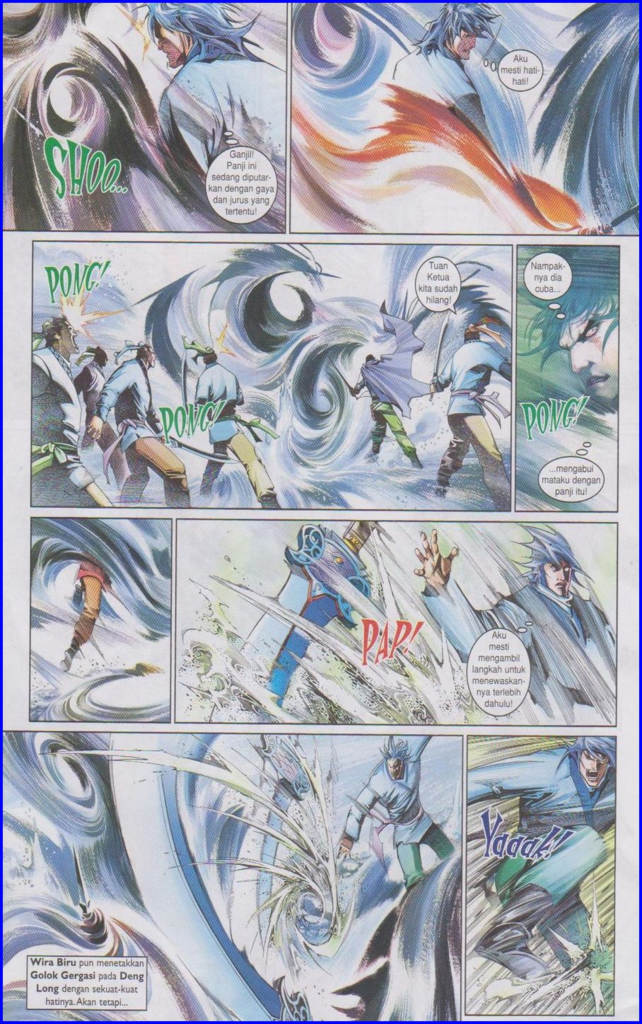 SHOO...
Ganjil!
Panji ini
sedang diputar-
kan dengan gaya
dan jurus yang
tertentu!
Aku
mesti hati-
hati!
PONG!
PONG!
Tuan
Ketua
kita sudah
hilang!
Nampak-
nya dia
cuba...
PONG!
...mengabui
mataku dengan
panji itu!
PAP!
Aku
mesti
mengambil
langkah untuk
menewaskan-
nya terlebih
dahulu!
Wira Biru pun menetakkan
Golok Gergasi pada Deng
Long dengan sekuat-kuat
hatinya. Akan tetapi...
Yaaak!!